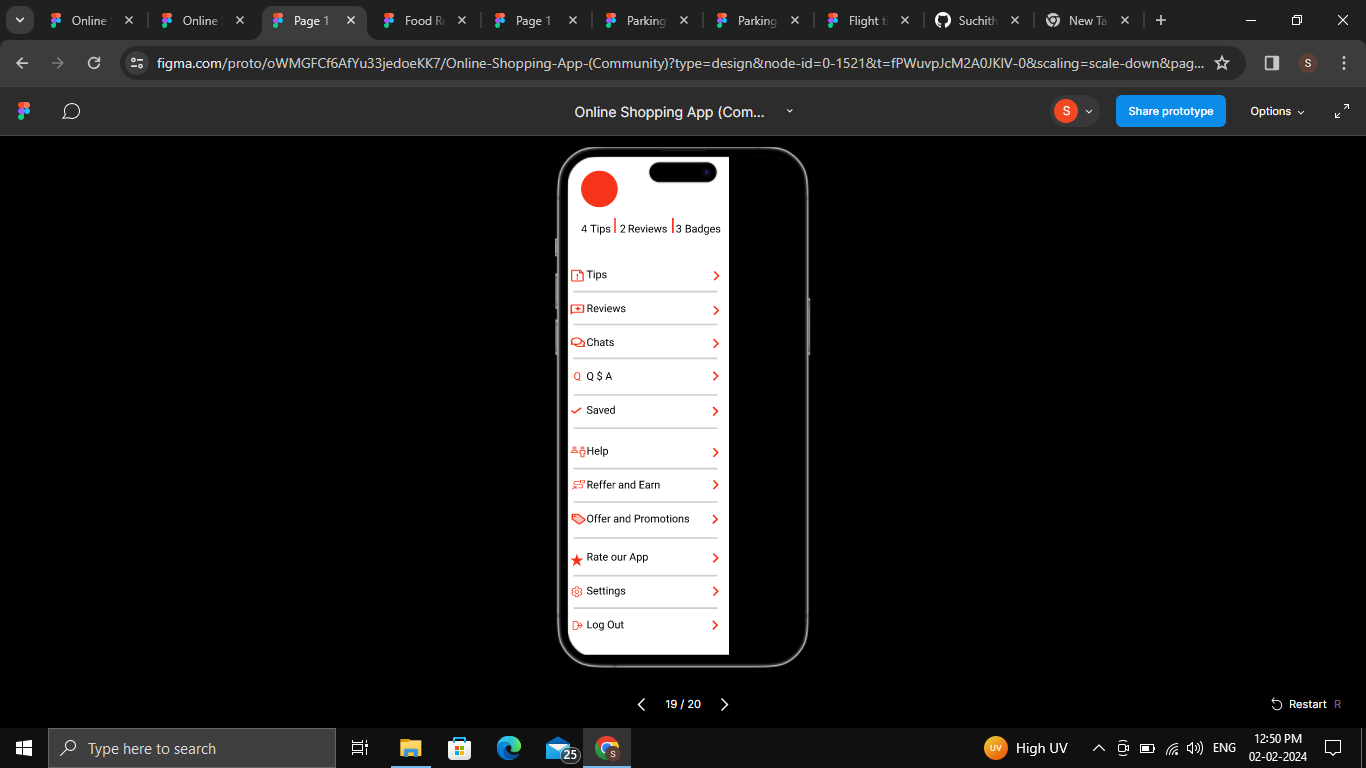 Online S
Online S
Page 1
Food Re
Page 1
Parking
Parking
Flight ti
Suchith
New Ta
figma.com/proto/oWMGFCf6AfYu33jedoeKK7/Online-Shopping-App-(Community)?type=design&node-id=0-1521&t=fPWuvpJcM2A0JKlV-0&scaling=scale-down&pag...
S
Online Shopping App (Com...
S
Share prototype
Options
4 Tips
2 Reviews
3 Badges
Tips
Reviews
Chats
Q Q $ A
Saved
Help
Reffer and Earn
Offer and Promotions
Rate our App
Settings
Log Out
19 / 20
Restart R
Type here to search
25
S
UV
High UV
ENG
12:50 PM
02-02-2024